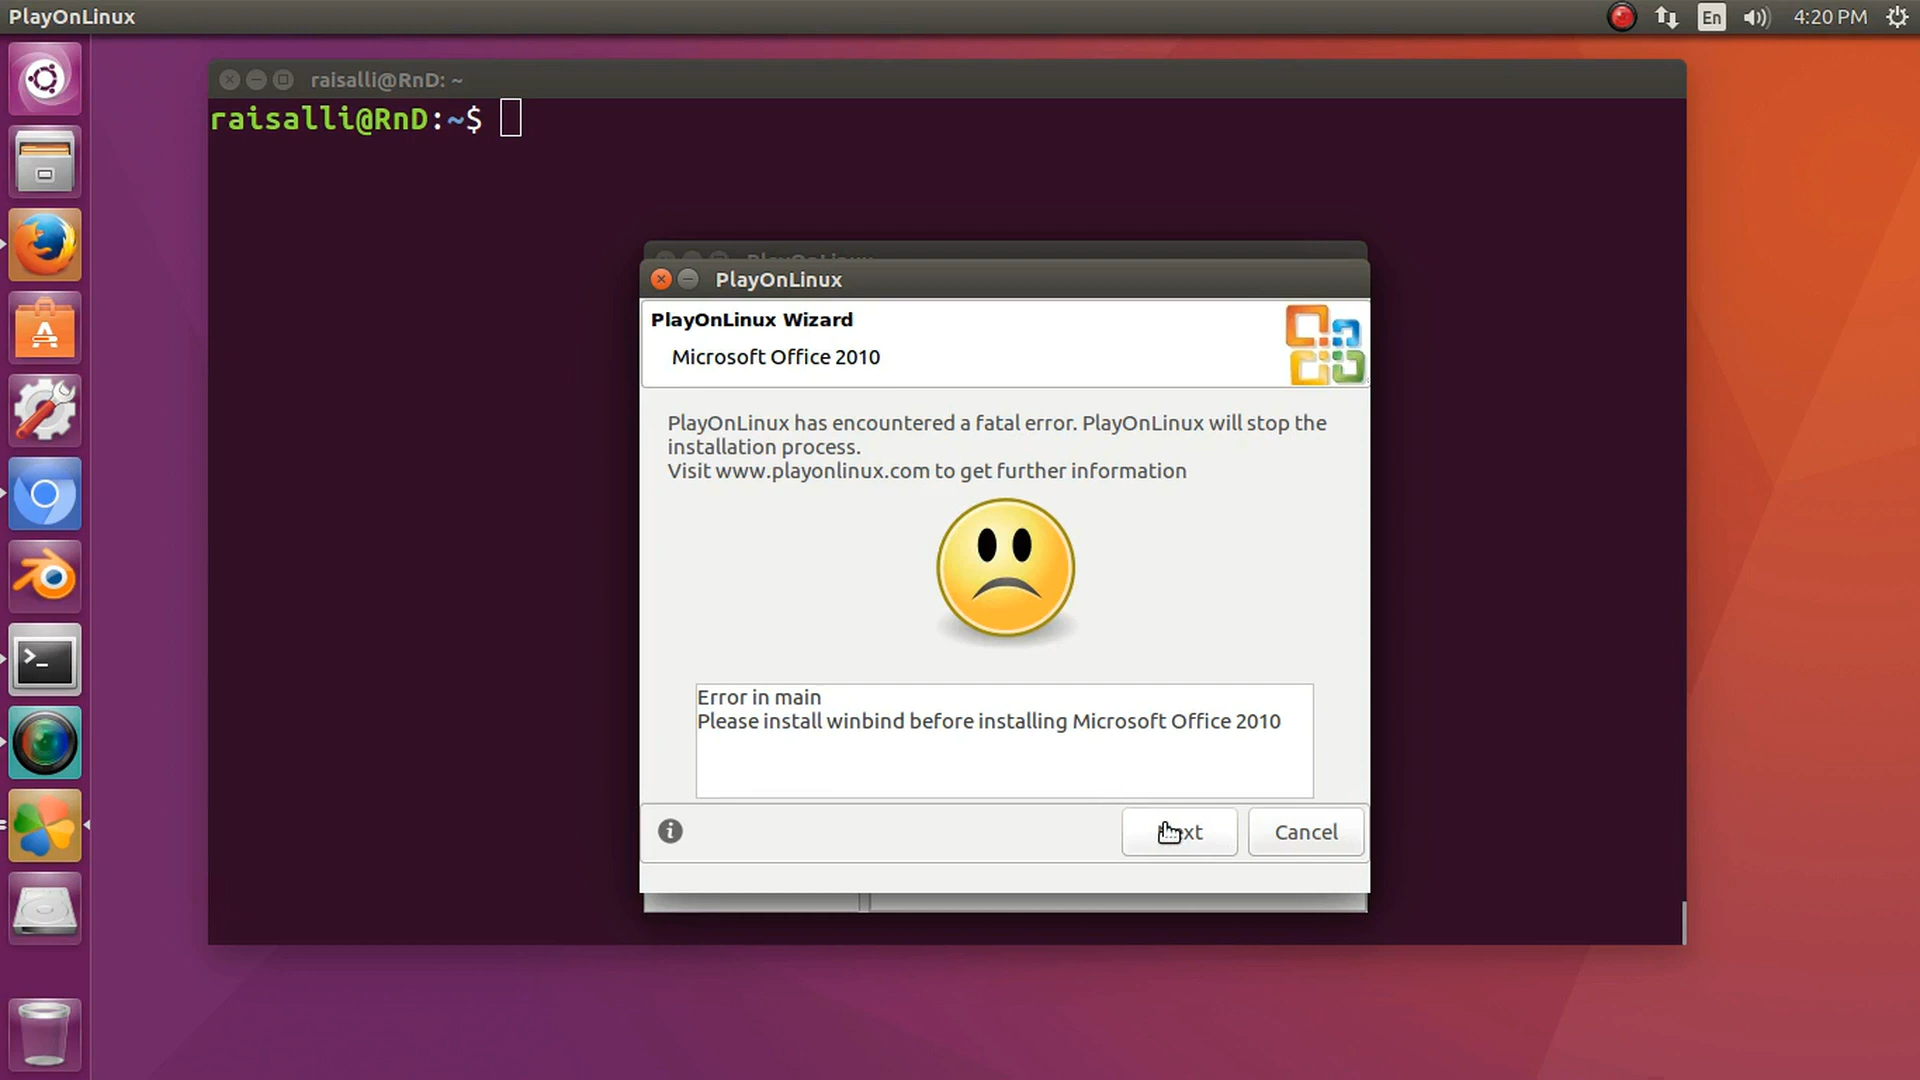 PlayOnLinux
En
4:20 PM
raisalli@RnD: ~
raisalli@RnD:~$
PlayOnLinux
PlayOnLinux
PlayOnLinux Wizard
Microsoft Office 2010
PlayOnLinux has encountered a fatal error. PlayOnLinux will stop the
installation process.
Visit www.playonlinux.com to get further information
Error in main
Please install winbind before installing Microsoft Office 2010
Cancel